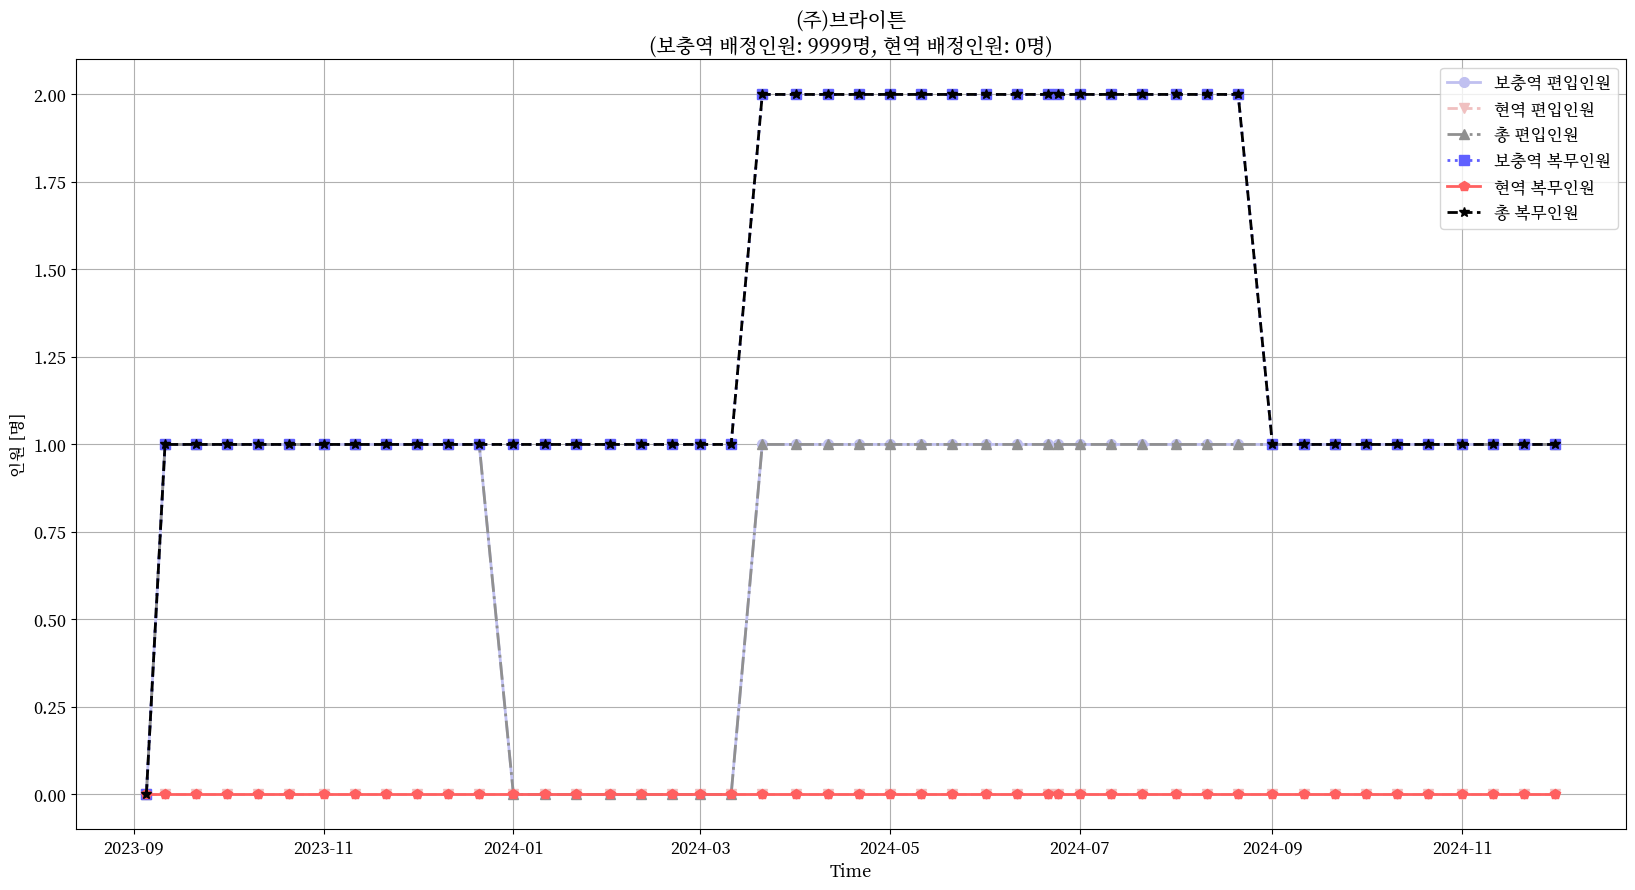 (주)브라이튼
(보충역 배정인원: 9999명, 현역 배정인원: 0명)
보충역 편입인원
현역 편입인원
총 편입인원
보충역 복무인원
현역 복무인원
총 복무인원
2.00
1.75
1.50
1.25
1.00
0.75
0.50
0.25
0.00
인원 [명]
2023-09 2023-11 2024-01 2024-03 2024-05 2024-07 2024-09 2024-11
Time